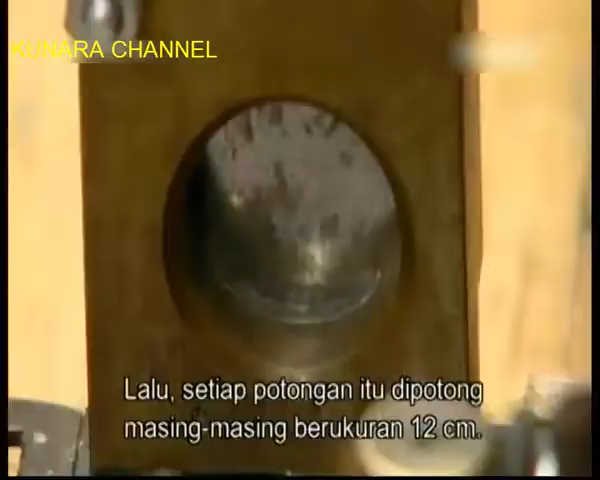 KUNARA CHANNEL
Lalu, setiap potongan itu dipotong
masing-masing berukuran 12 cm.